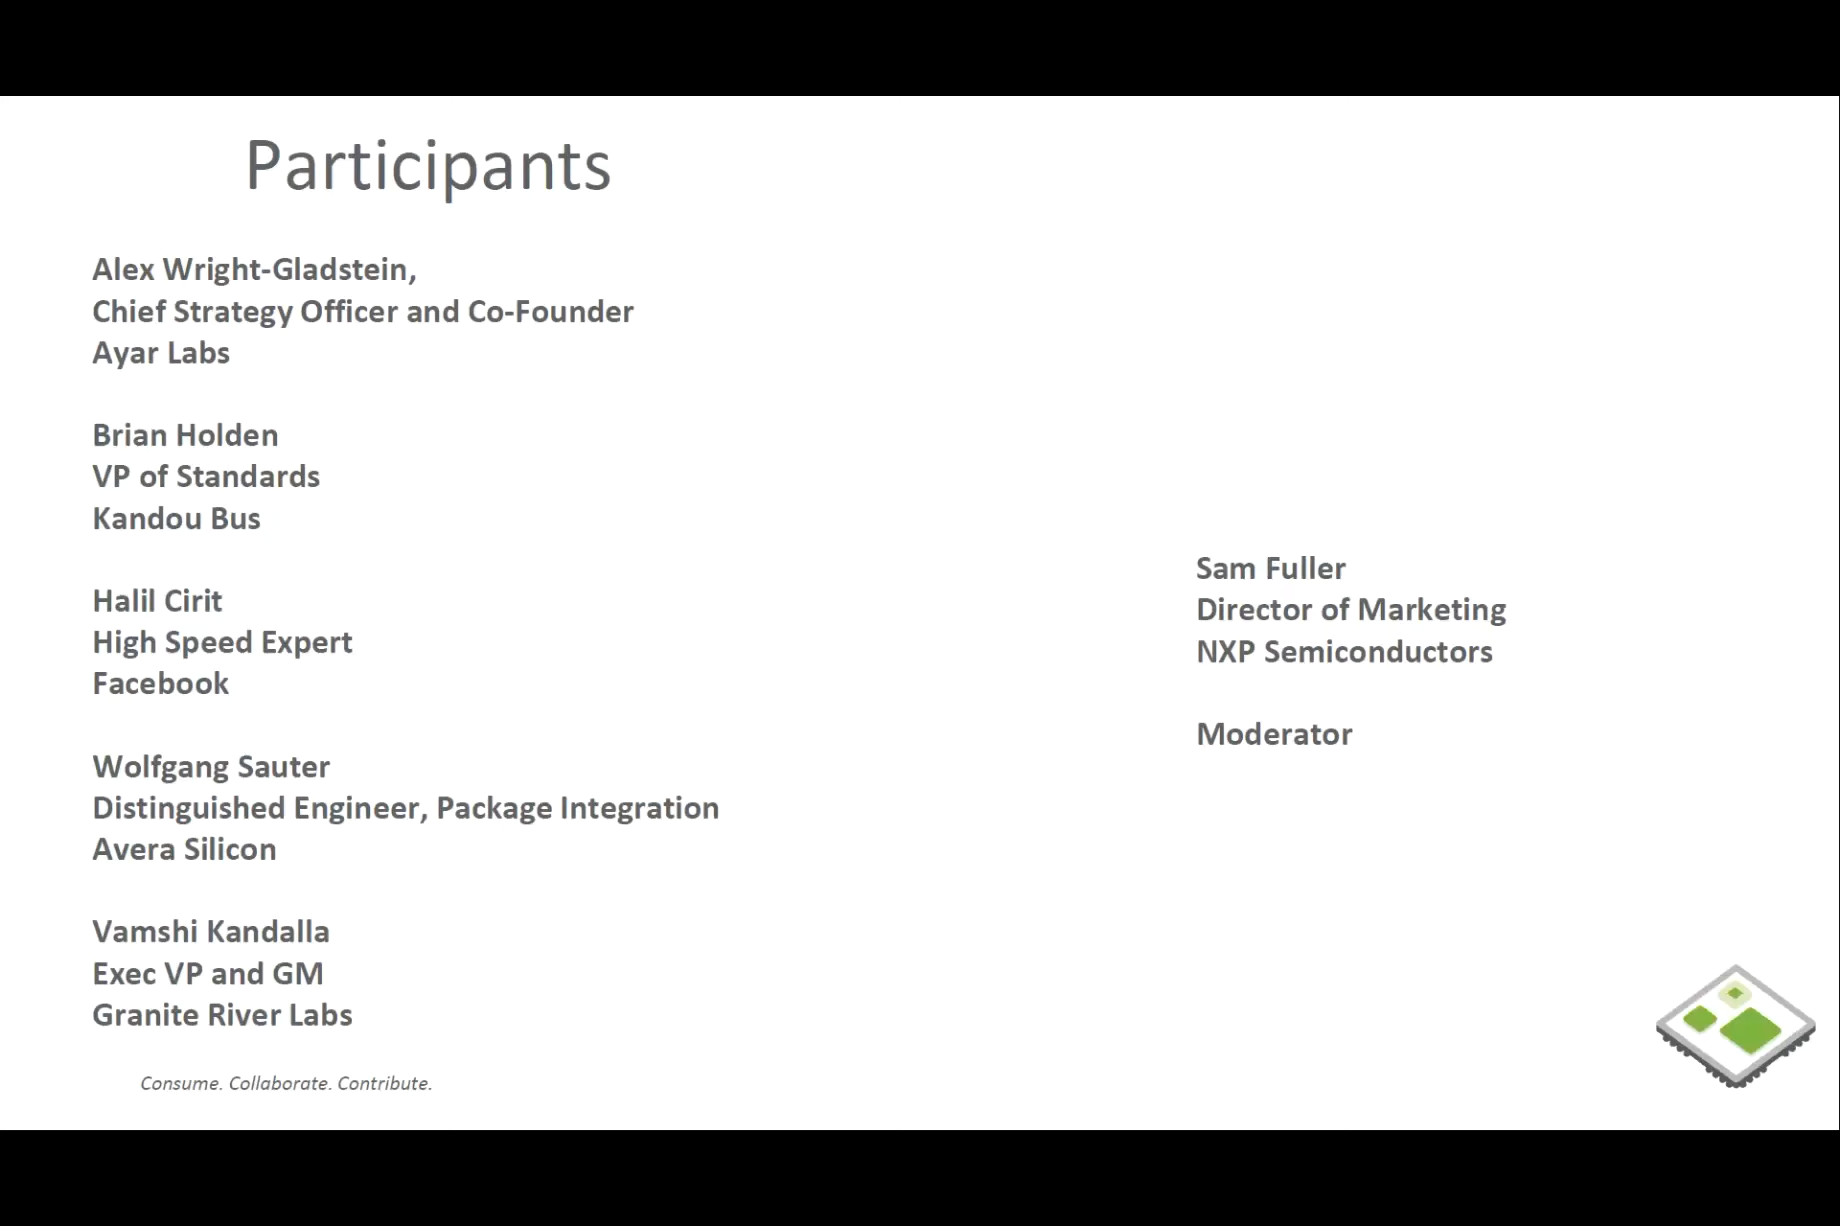 Participants
Alex Wright-Gladstein,
Chief Strategy Officer and Co-Founder
Ayar Labs
Brian Holden
VP of Standards
Kandou Bus
Halil Cirit
High Speed Expert
Facebook
Wolfgang Sauter
Distinguished Engineer, Package Integration
Avera Silicon
Vamshi Kandalla
Exec VP and GM
Granite River Labs
Sam Fuller
Director of Marketing
NXP Semiconductors
Moderator
Consume. Collaborate. Contribute.